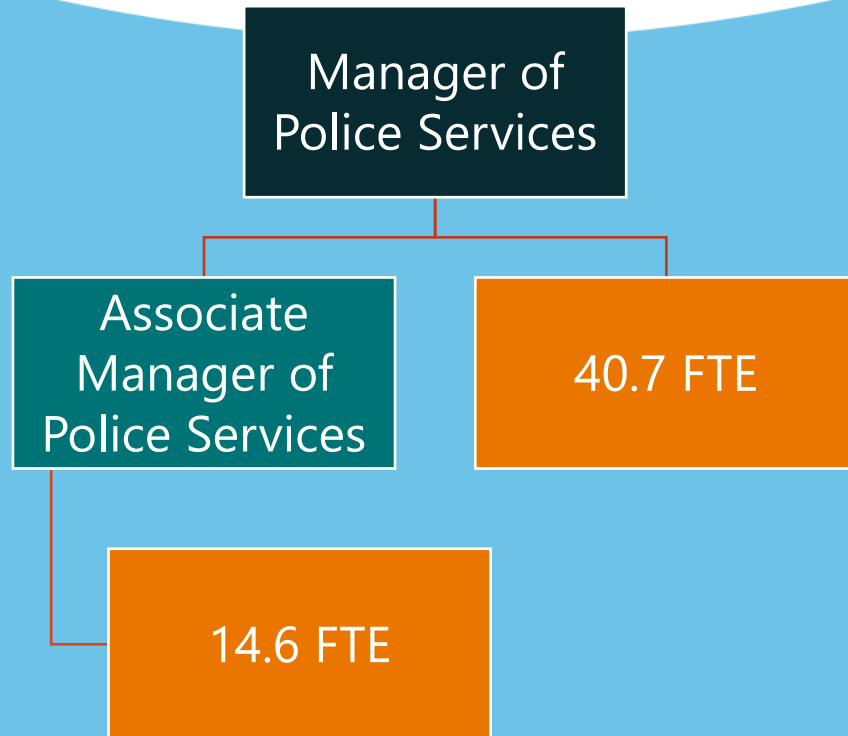 Manager of
Police Services
Associate
Manager of
Police Services
40.7 FTE
14.6 FTE